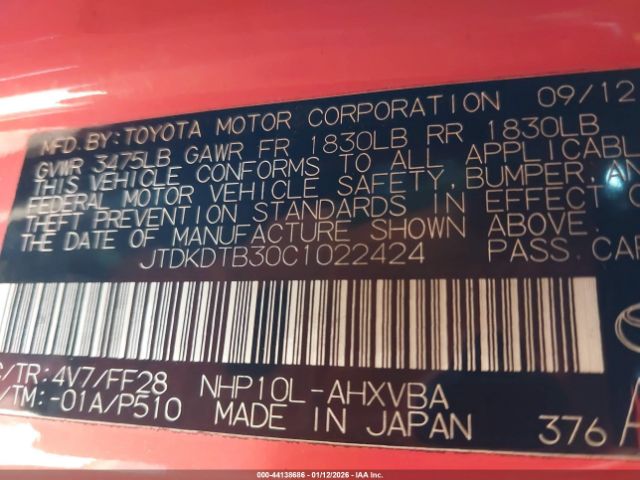 MFD.BY:TOYOTA MOTOR CORPORATION 09/12
GVWR 3475LB GAWR FR 1830LB RR 1830LB
THIS VEHICLE CONFORMS TO ALL APPLICABL
FEDERAL MOTOR VEHICLE SAFETY, BUMPER, AN
THEFT PREVENTION STANDARDS IN EFFECT O
THE DATE OF MANUFACTURE SHOWN ABOVE.
JTDKDTB30C1022424 PASS.CAR
C/TR:4V7/FF28 NHP10L-AHXVBA
/TM:-01A/P510 MADE IN JAPAN 376 A
000-44138686 | 01/12/2026 - IAA Inc.